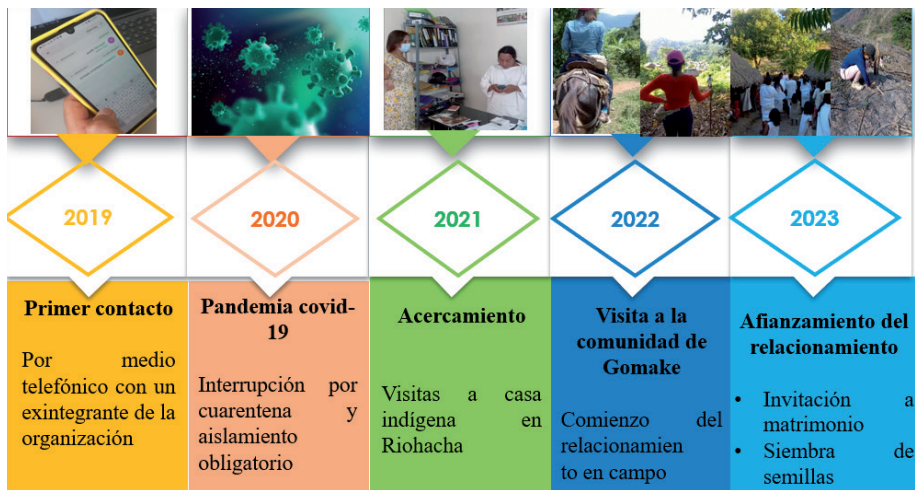 2019
2020
2021
2022
2023
Primer contacto
Por medio
telefónico con un
exintegrante de la
organización
Pandemia covid-
19
Interrupción por
cuarentena y
aislamiento
obligatorio
Acercamiento
Visitas a casa
indígena en
Riohacha
Visita a la
comunidad de
Gomake
Comienzo del
relacionamien
to en campo
Afianzamiento del
relacionamiento
• Invitación a
matrimonio
• Siembra de
semillas